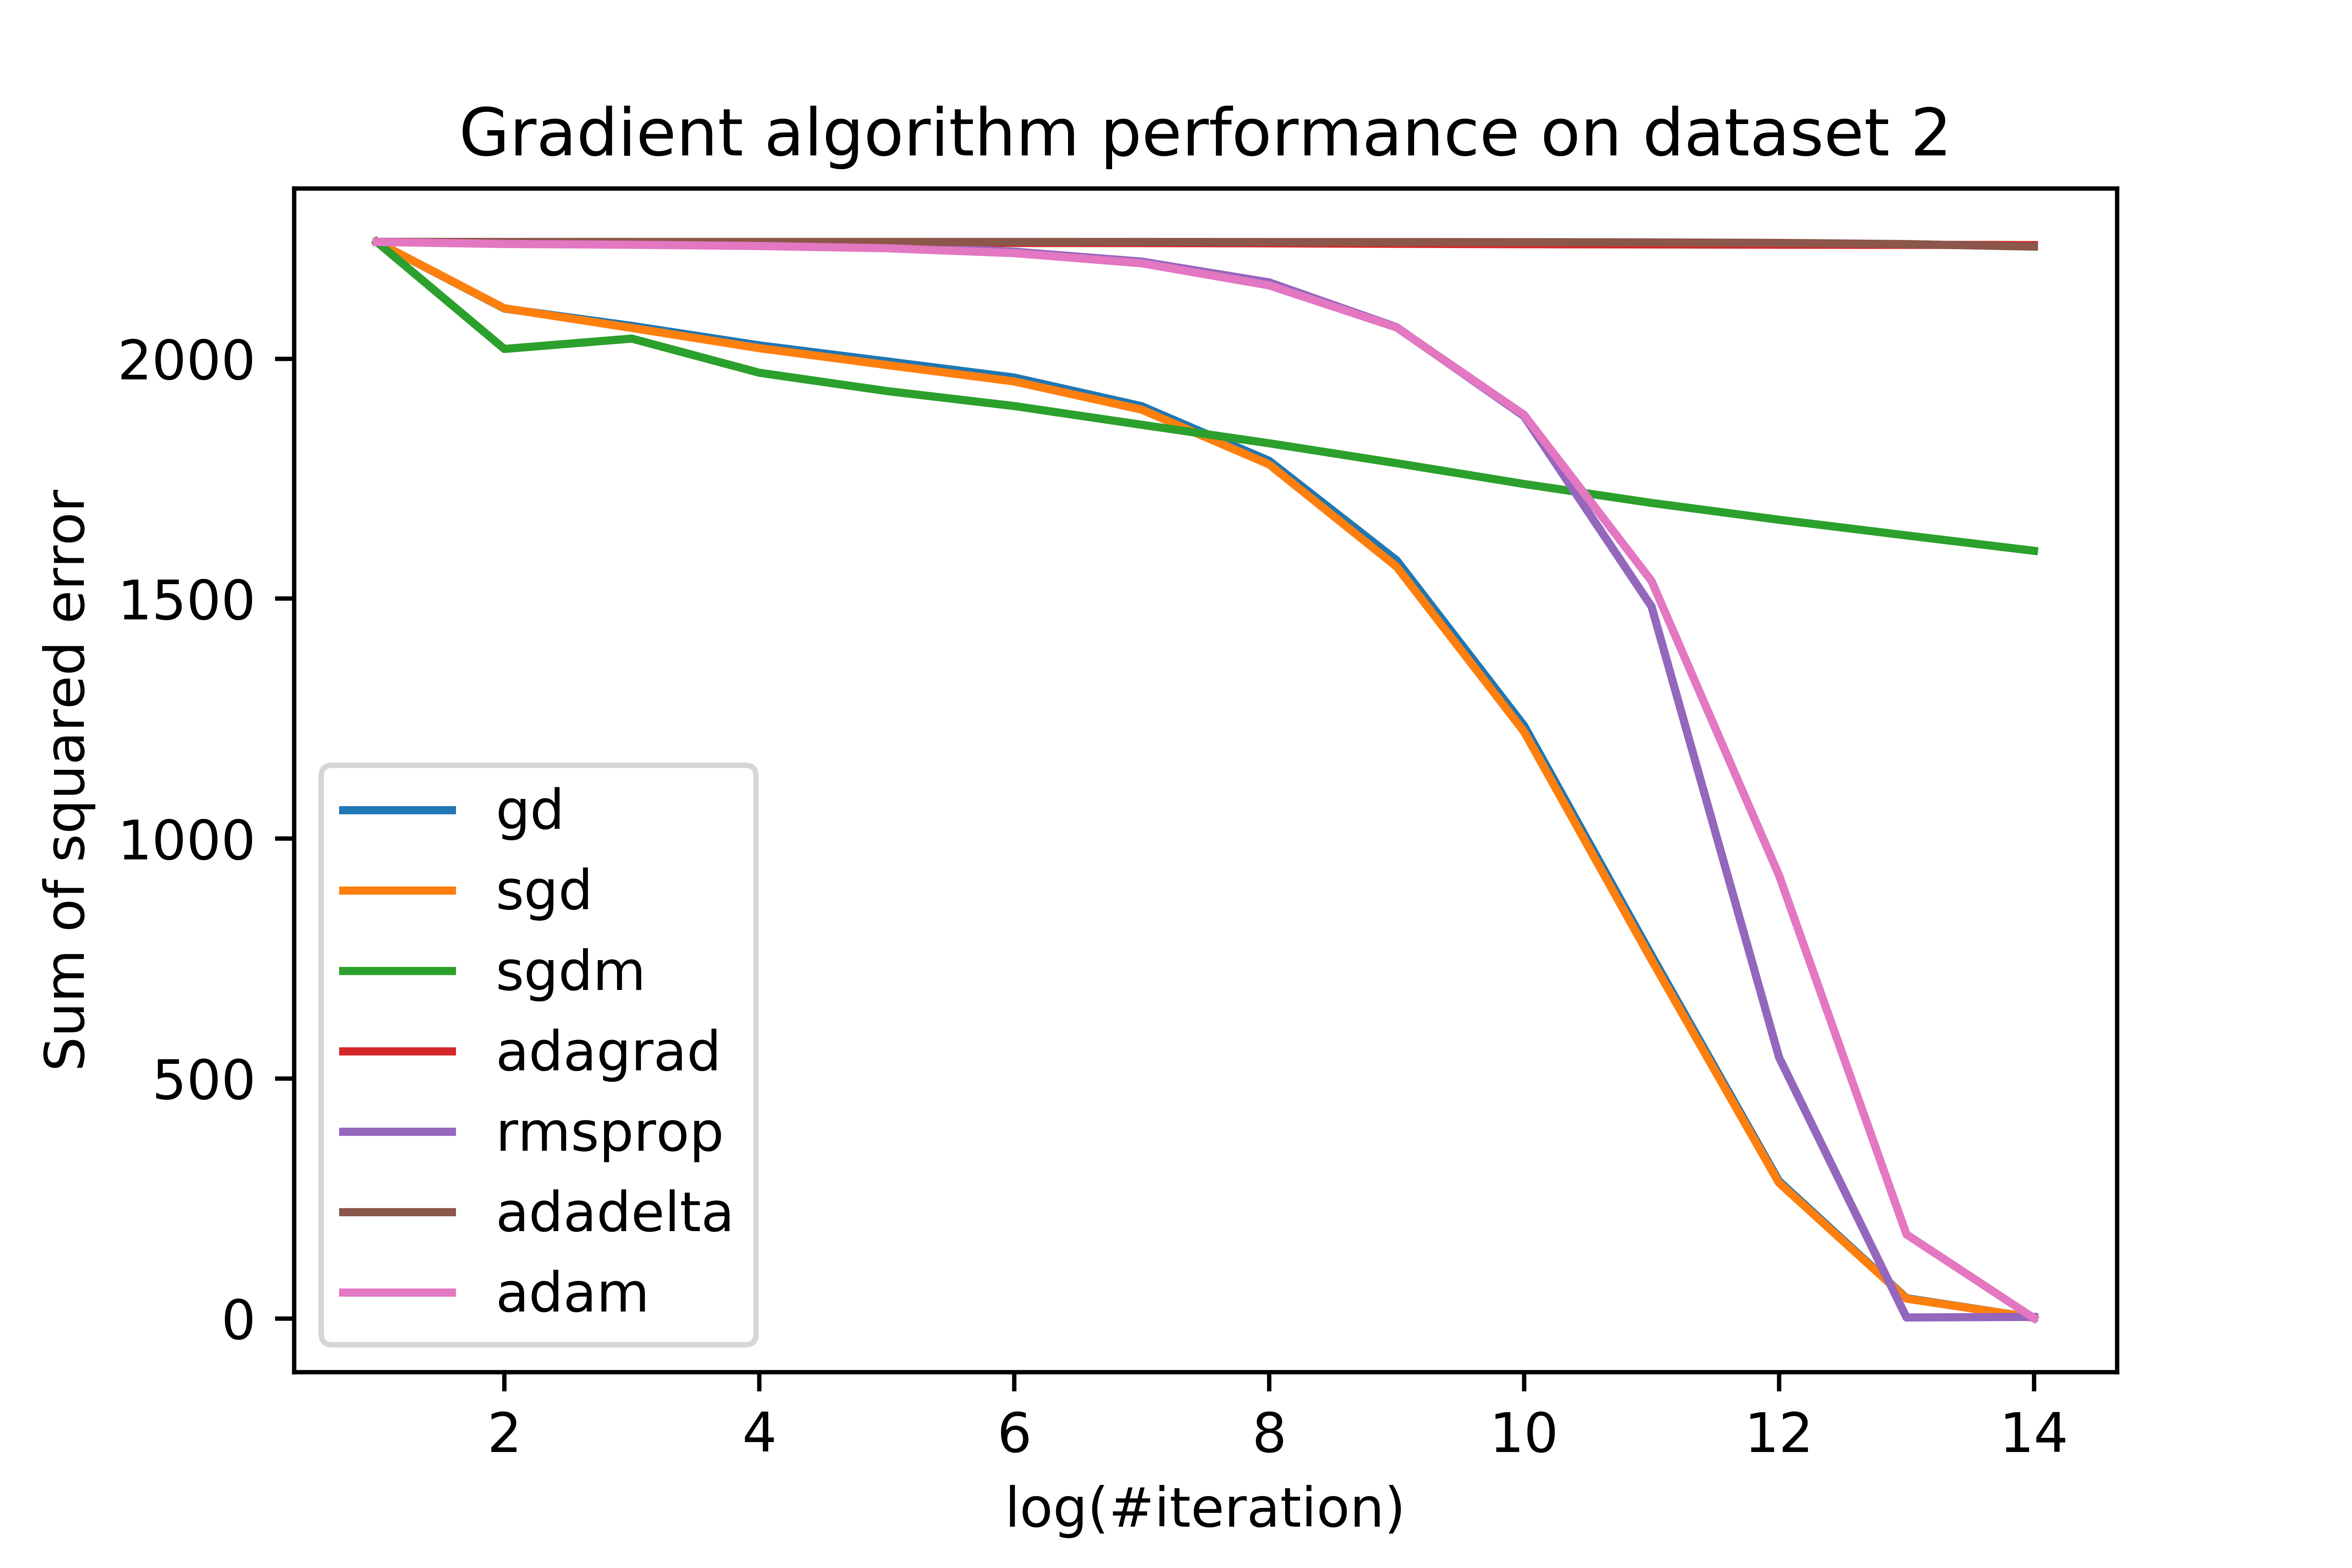 Gradient algorithm performance on dataset 2
Sum of squared error
2000
1500
1000
500
0
gd
sgd
sgdm
adagrad
rmsprop
adadelta
adam
2 4 6 8 10 12 14
log(#iteration)